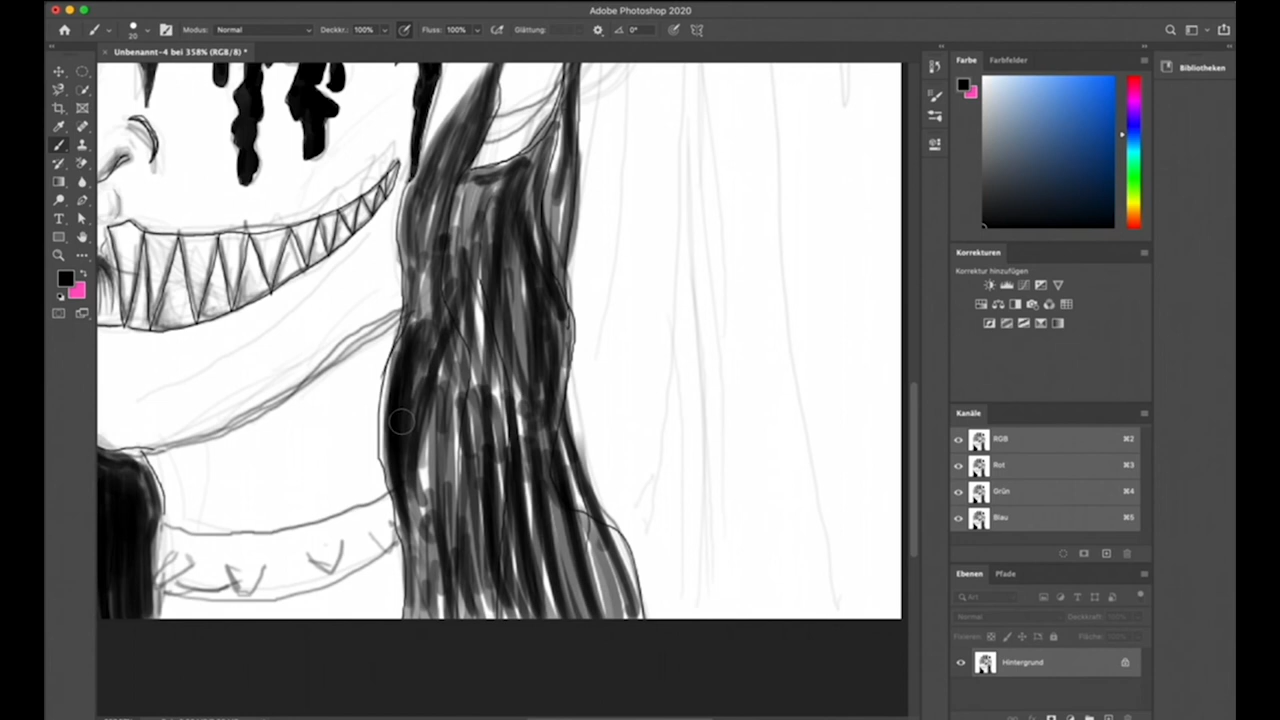 Adobe Photoshop 2020
20 Modus: Normal Deckkr.: 100% Fluss: 100% Glättung: 0°
× Unbenannt-4 bei 358% (RGB/8) *
Farbe Farbfelder
Bibliotheken
Korrekturen
Korrektur hinzufügen
Kanäle
RGB ⌘2
Rot ⌘3
Grün ⌘4
Blau ⌘5
Ebenen Pfade
Art
Normal Deckkraft: 100%
Fixieren: Fläche: 100%
Hintergrund